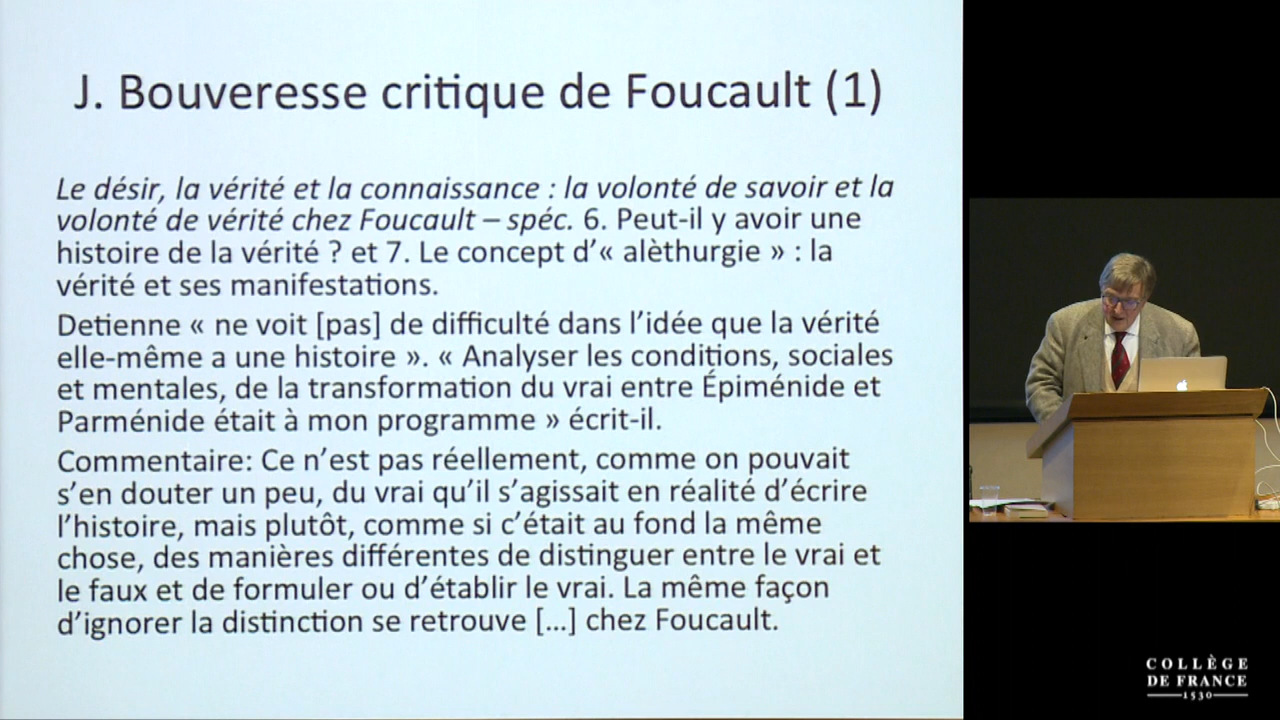 J. Bouveresse critique de Foucault (1)
Le désir, la vérité et la connaissance : la volonté de savoir et la
volonté de vérité chez Foucault – spéc. 6. Peut-il y avoir une
histoire de la vérité ? et 7. Le concept d’« alèthurgie » : la
vérité et ses manifestations.
Detienne « ne voit [pas] de difficulté dans l’idée que la vérité
elle-même a une histoire ». « Analyser les conditions, sociales
et mentales, de la transformation du vrai entre Épiménide et
Parménide était à mon programme » écrit-il.
Commentaire: Ce n’est pas réellement, comme on pouvait
s’en douter un peu, du vrai qu’il s’agissait en réalité d’écrire
l’histoire, mais plutôt, comme si c’était au fond la même
chose, des manières différentes de distinguer entre le vrai et
le faux et de formuler ou d’établir le vrai. La même façon
d’ignorer la distinction se retrouve [...] chez Foucault.
COLLÈGE
DE FRANCE
1530